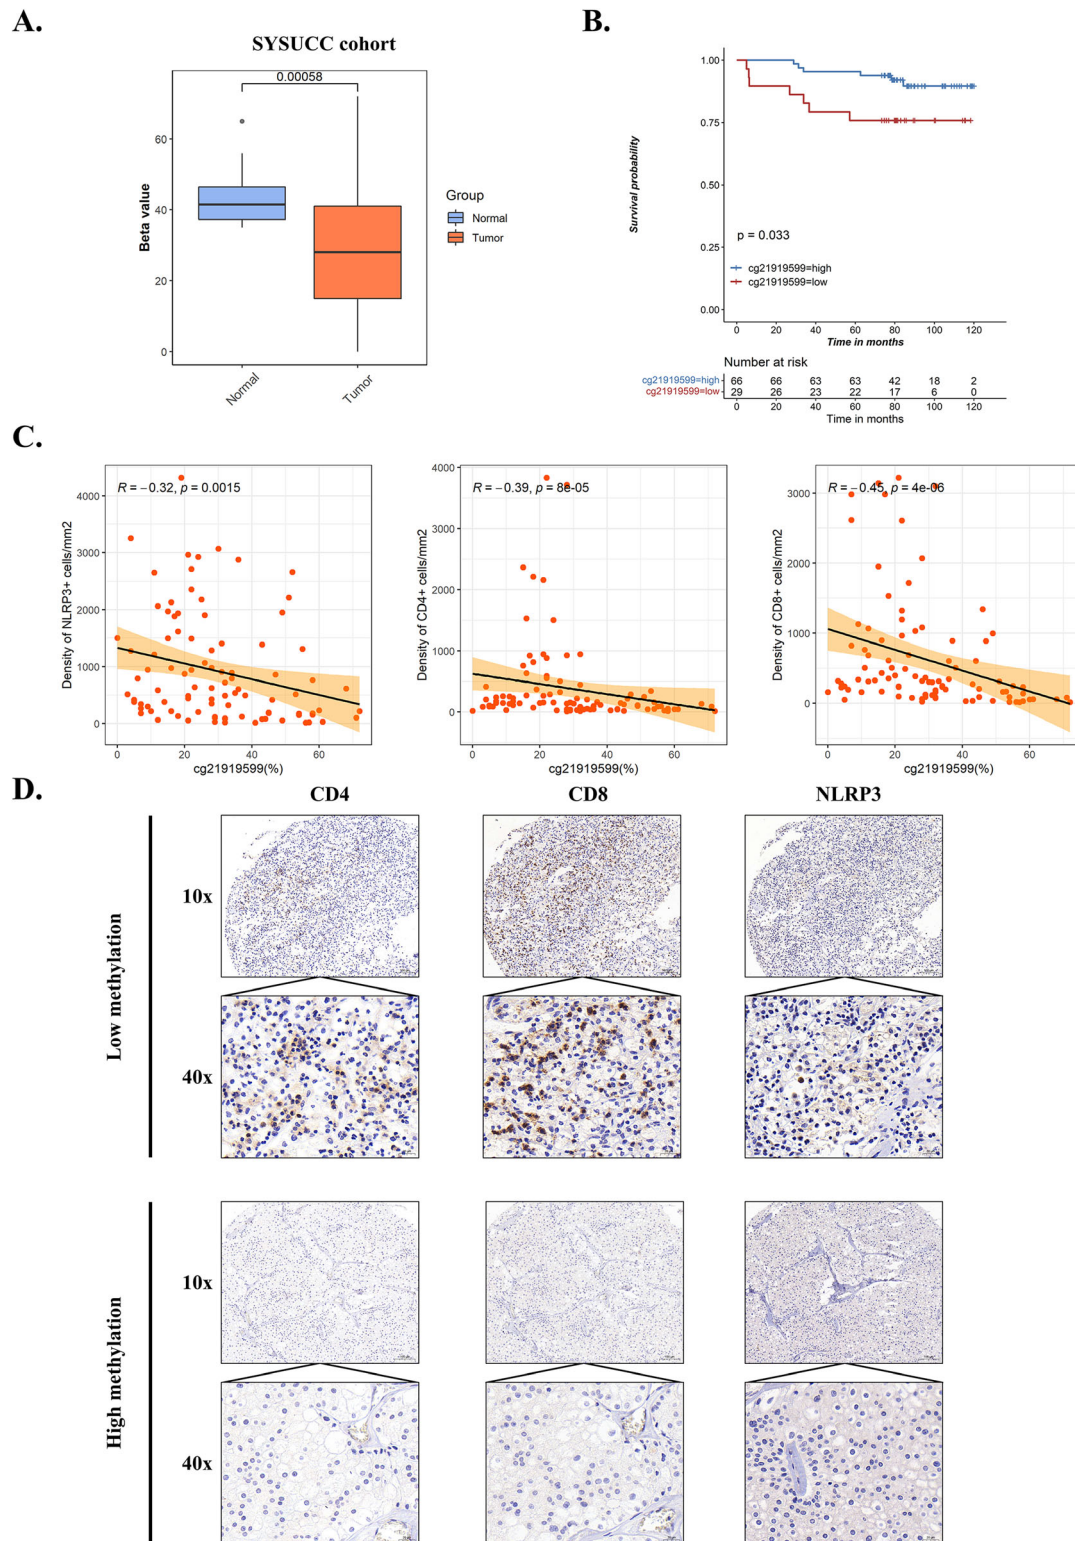 A.
SYSUCC cohort
0.00058
60
40
20
0
Beta value
Normal
Tumor
Group
Normal
Tumor
B.
1.00
0.75
0.50
0.25
0.00
Survival probability
p = 0.033
cg21919599=high
cg21919599=low
0 20 40 60 80 100 120
Time in months
Number at risk
cg21919599=high 66 66 63 63 42 18 2
cg21919599=low 29 26 23 22 17 6 0
0 20 40 60 80 100 120
Time in months
C.
R = −0.32, p = 0.0015
4000
3000
2000
1000
0
Density of NLRP3+ cells/mm2
0 20 40 60
cg21919599(%)
R = −0.39, p = 8e-05
4000
3000
2000
1000
0
Density of CD4+ cells/mm2
0 20 40 60
cg21919599(%)
R = −0.45, p = 4e-06
3000
2000
1000
0
Density of CD8+ cells/mm2
0 20 40 60
cg21919599(%)
D.
CD4 CD8 NLRP3
Low methylation
10x
40x
High methylation
10x
40x